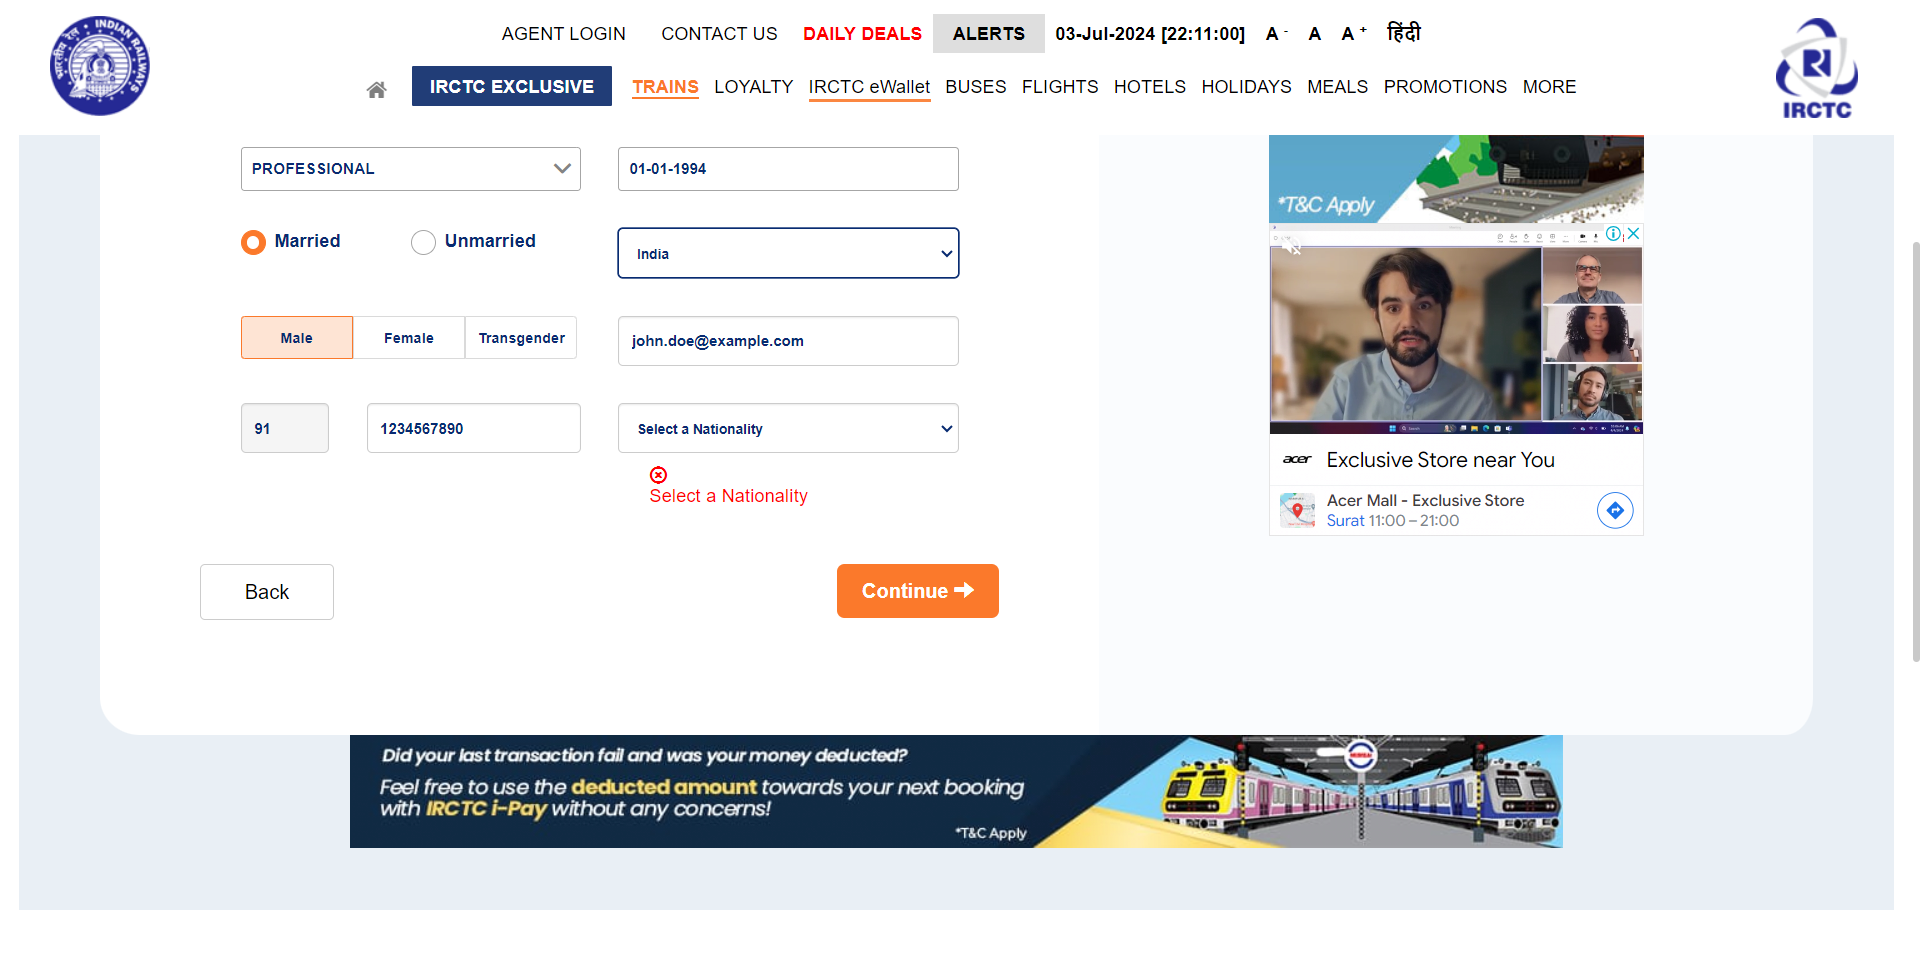 AGENT LOGIN CONTACT US DAILY DEALS ALERTS 03-Jul-2024 [22:11:00] A - A A + हिंदी
IRCTC EXCLUSIVE TRAINS LOYALTY IRCTC eWallet BUSES FLIGHTS HOTELS HOLIDAYS MEALS PROMOTIONS MORE
INDIAN RAILWAYS
भारतीय रेल
IRCTC
PROFESSIONAL 01-01-1994
Married Unmarried India
Male Female Transgender john.doe@example.com
91 1234567890 Select a Nationality
Select a Nationality
Back Continue
*T&C Apply
acer Exclusive Store near You
Acer Mall - Exclusive Store
Surat 11:00 – 21:00
Did your last transaction fail and was your money deducted?
Feel free to use the deducted amount towards your next booking
with IRCTC i-Pay without any concerns!
*T&C Apply
MUMBAI